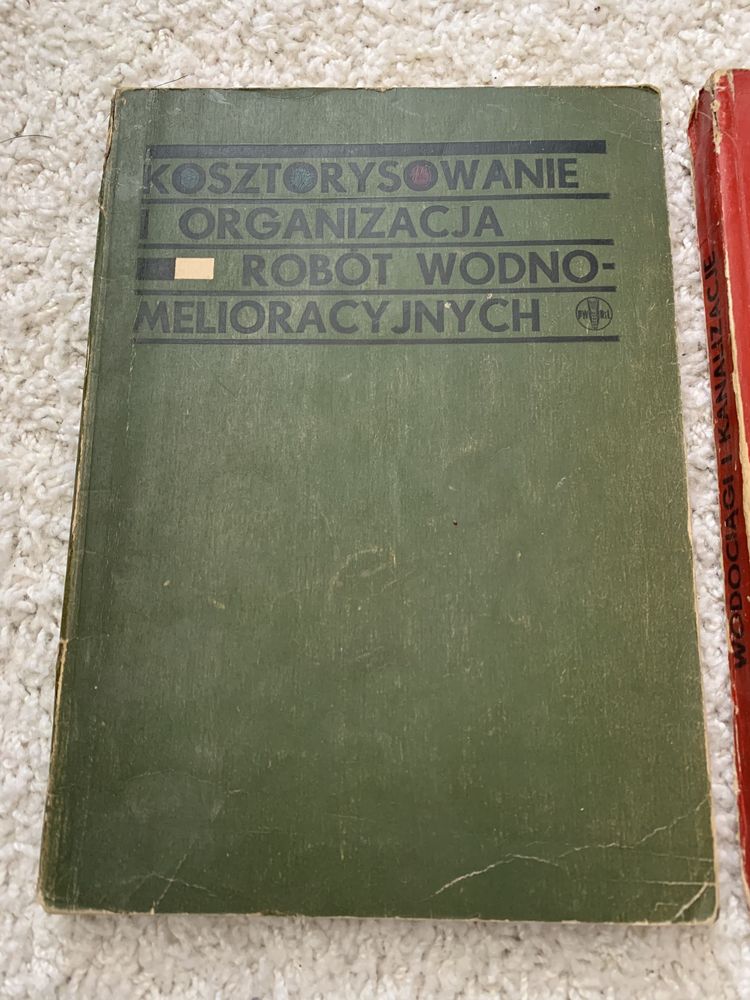 KOSZTORYSOWANIE
I ORGANIZACJA
ROBÓT WODNO-
MELIORACYJNYCH
PWRiL
WODOCIĄGI I KANALIZACJE